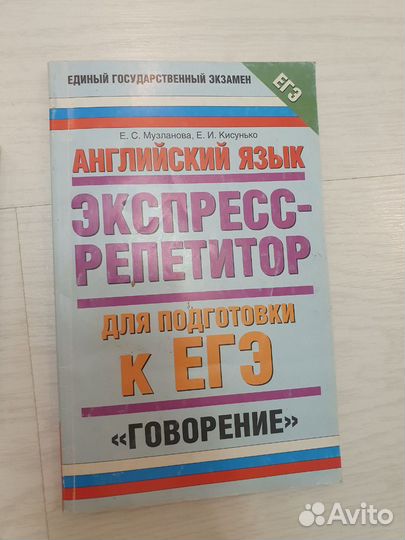 ЕДИНЫЙ ГОСУДАРСТВЕННЫЙ ЭКЗАМЕН
ЕГЭ
Е. С. Музланова, Е. И. Кисунько
АНГЛИЙСКИЙ ЯЗЫК
ЭКСПРЕСС-
РЕПЕТИТОР
ДЛЯ ПОДГОТОВКИ
К ЕГЭ
«ГОВОРЕНИЕ»
Avito